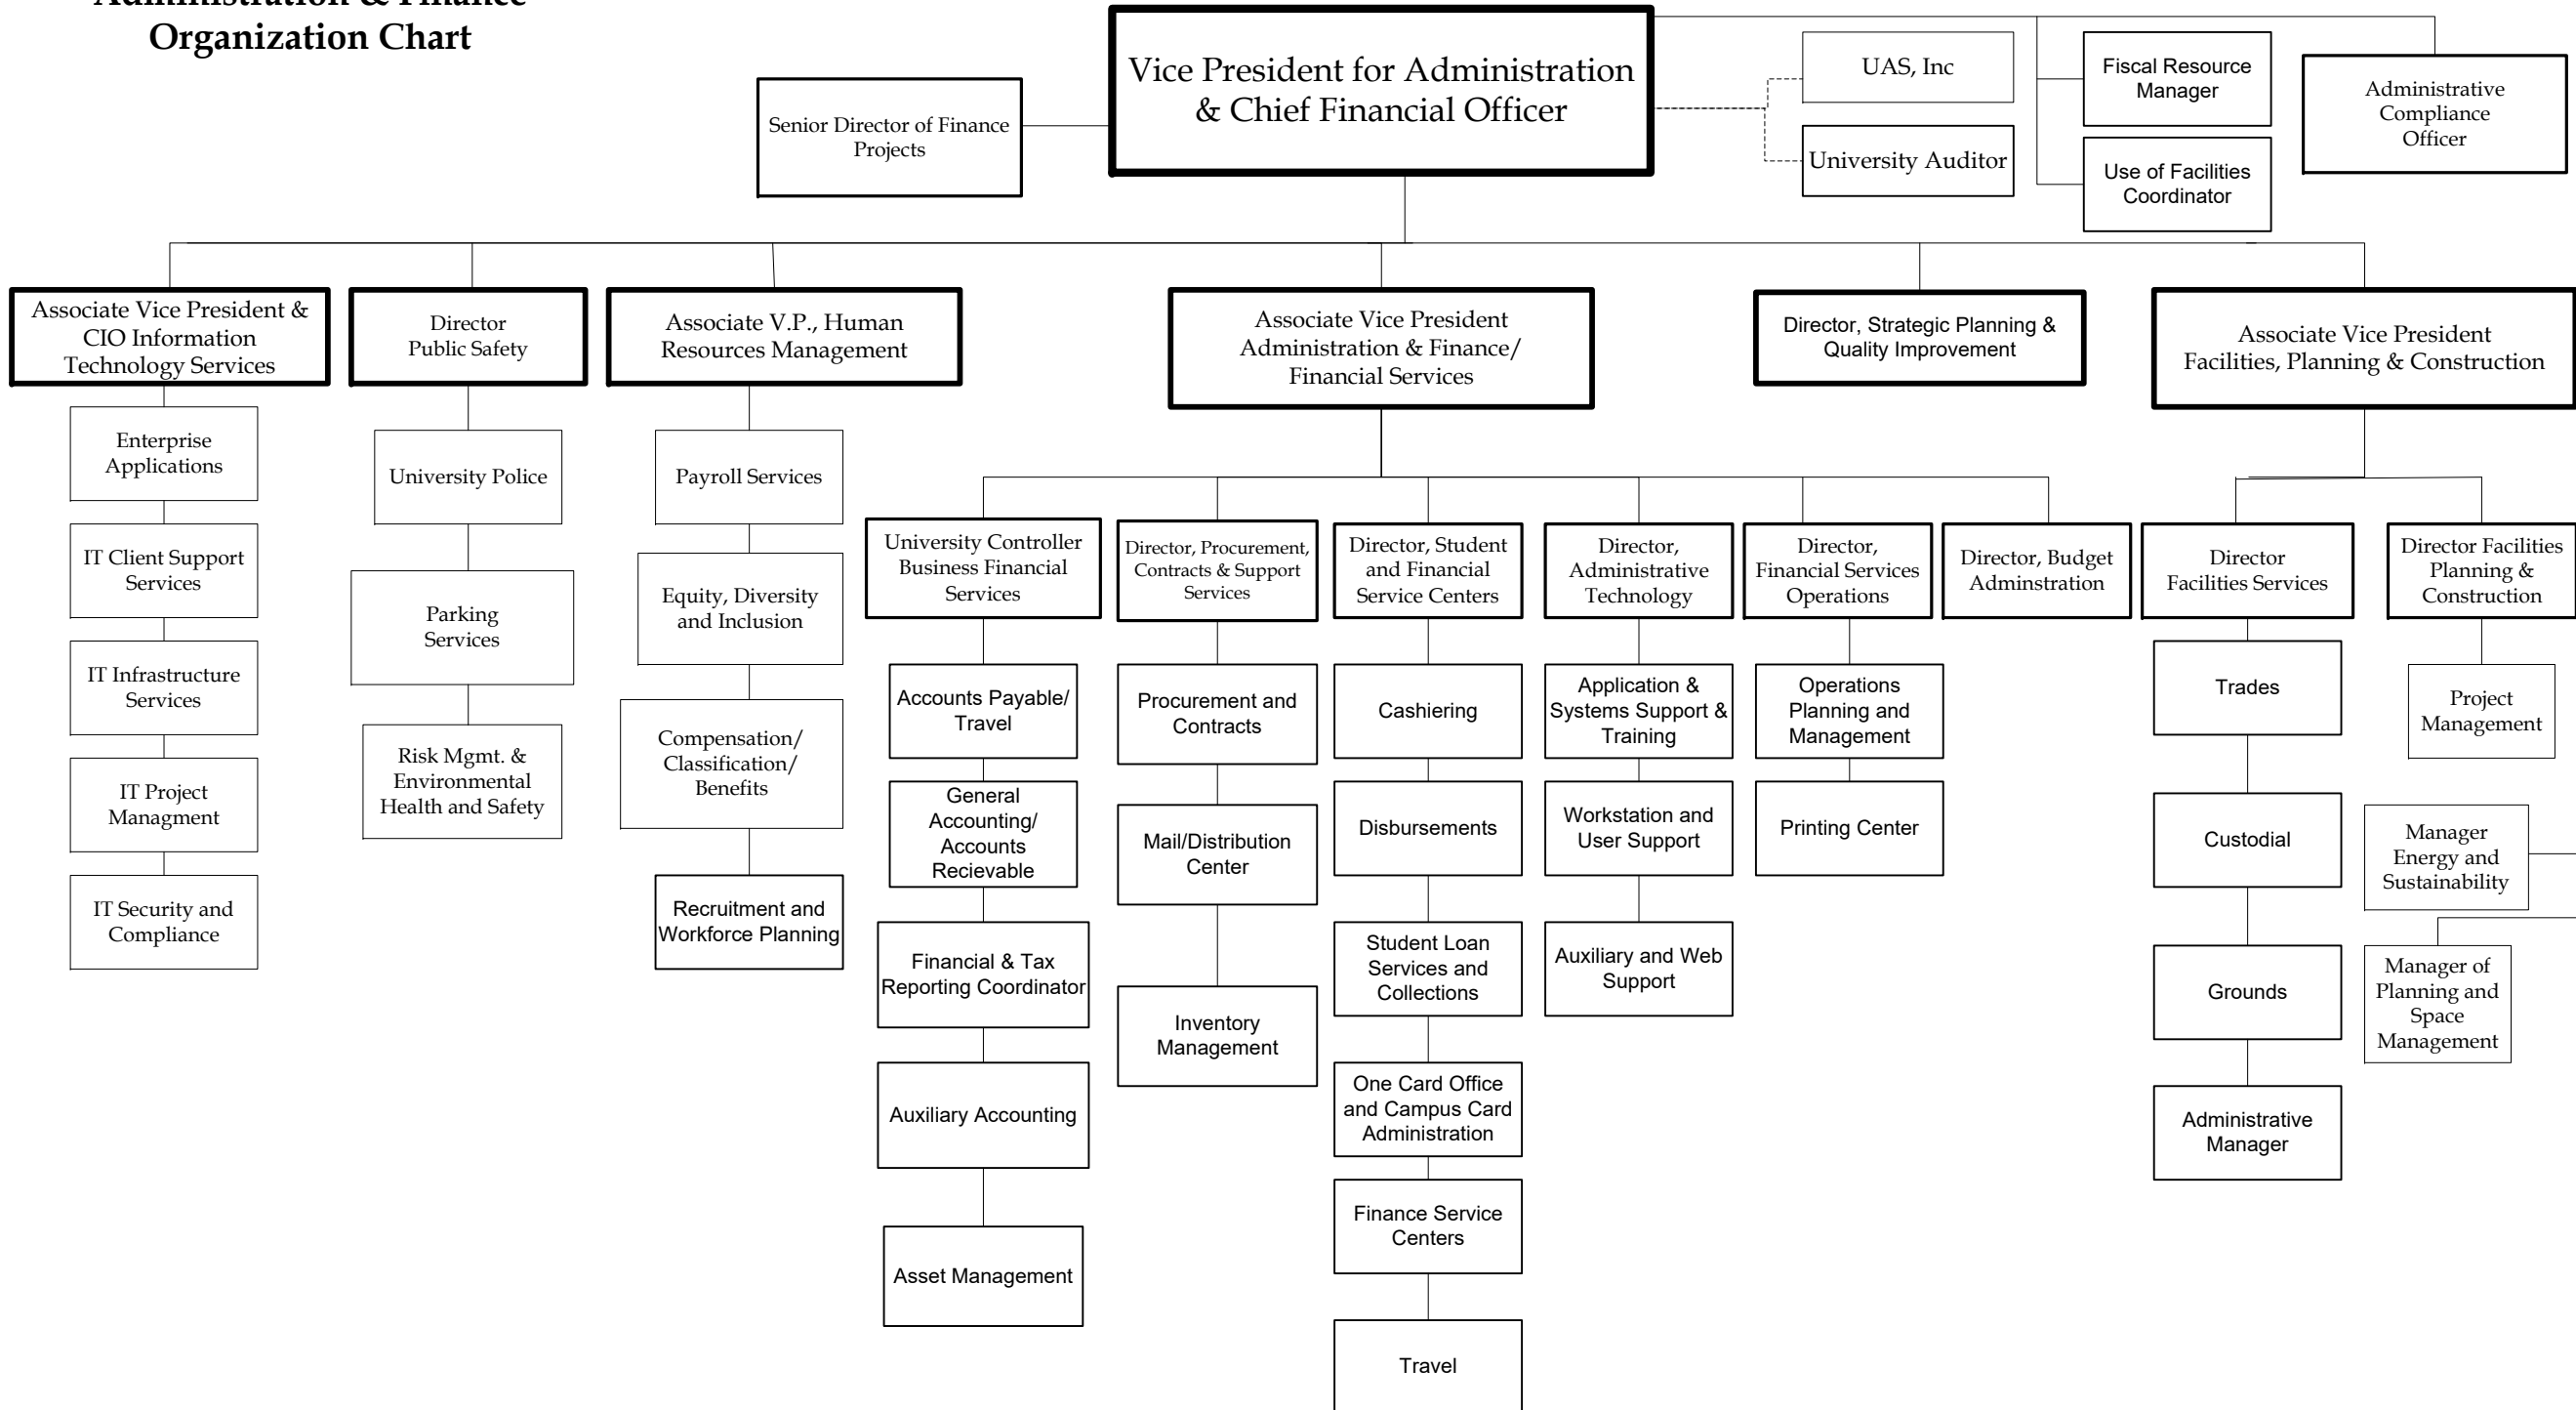 Administration & Finance
Organization Chart
Vice President for Administration
& Chief Financial Officer
Senior Director of Finance
Projects
UAS, Inc
University Auditor
Fiscal Resource
Manager
Use of Facilities
Coordinator
Administrative
Compliance
Officer
Associate Vice President &
CIO Information
Technology Services
Director
Public Safety
Associate V.P., Human
Resources Management
Associate Vice President
Administration & Finance/
Financial Services
Director, Strategic Planning &
Quality Improvement
Associate Vice President
Facilities, Planning & Construction
Enterprise
Applications
IT Client Support
Services
IT Infrastructure
Services
IT Project
Managment
IT Security and
Compliance
University Police
Parking
Services
Risk Mgmt. &
Environmental
Health and Safety
Payroll Services
Equity, Diversity
and Inclusion
Compensation/
Classification/
Benefits
Recruitment and
Workforce Planning
University Controller
Business Financial
Services
Accounts Payable/
Travel
General
Accounting/
Accounts
Recievable
Financial & Tax
Reporting Coordinator
Auxiliary Accounting
Asset Management
Director, Procurement,
Contracts & Support
Services
Procurement and
Contracts
Mail/Distribution
Center
Inventory
Management
Director, Student
and Financial
Service Centers
Cashiering
Disbursements
Student Loan
Services and
Collections
One Card Office
and Campus Card
Administration
Finance Service
Centers
Travel
Director,
Administrative
Technology
Application &
Systems Support &
Training
Workstation and
User Support
Auxiliary and Web
Support
Director,
Financial Services
Operations
Operations
Planning and
Management
Printing Center
Director, Budget
Adminstration
Director
Facilities Services
Trades
Custodial
Grounds
Administrative
Manager
Director Facilities
Planning &
Construction
Project
Management
Manager
Energy and
Sustainability
Manager of
Planning and
Space
Management